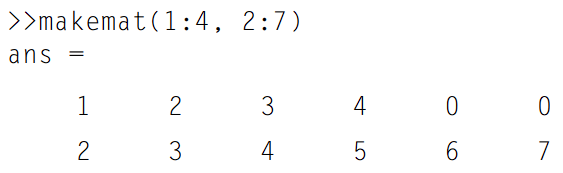 >>makemat(1:4, 2:7)
ans =
1 2 3 4 0 0
2 3 4 5 6 7